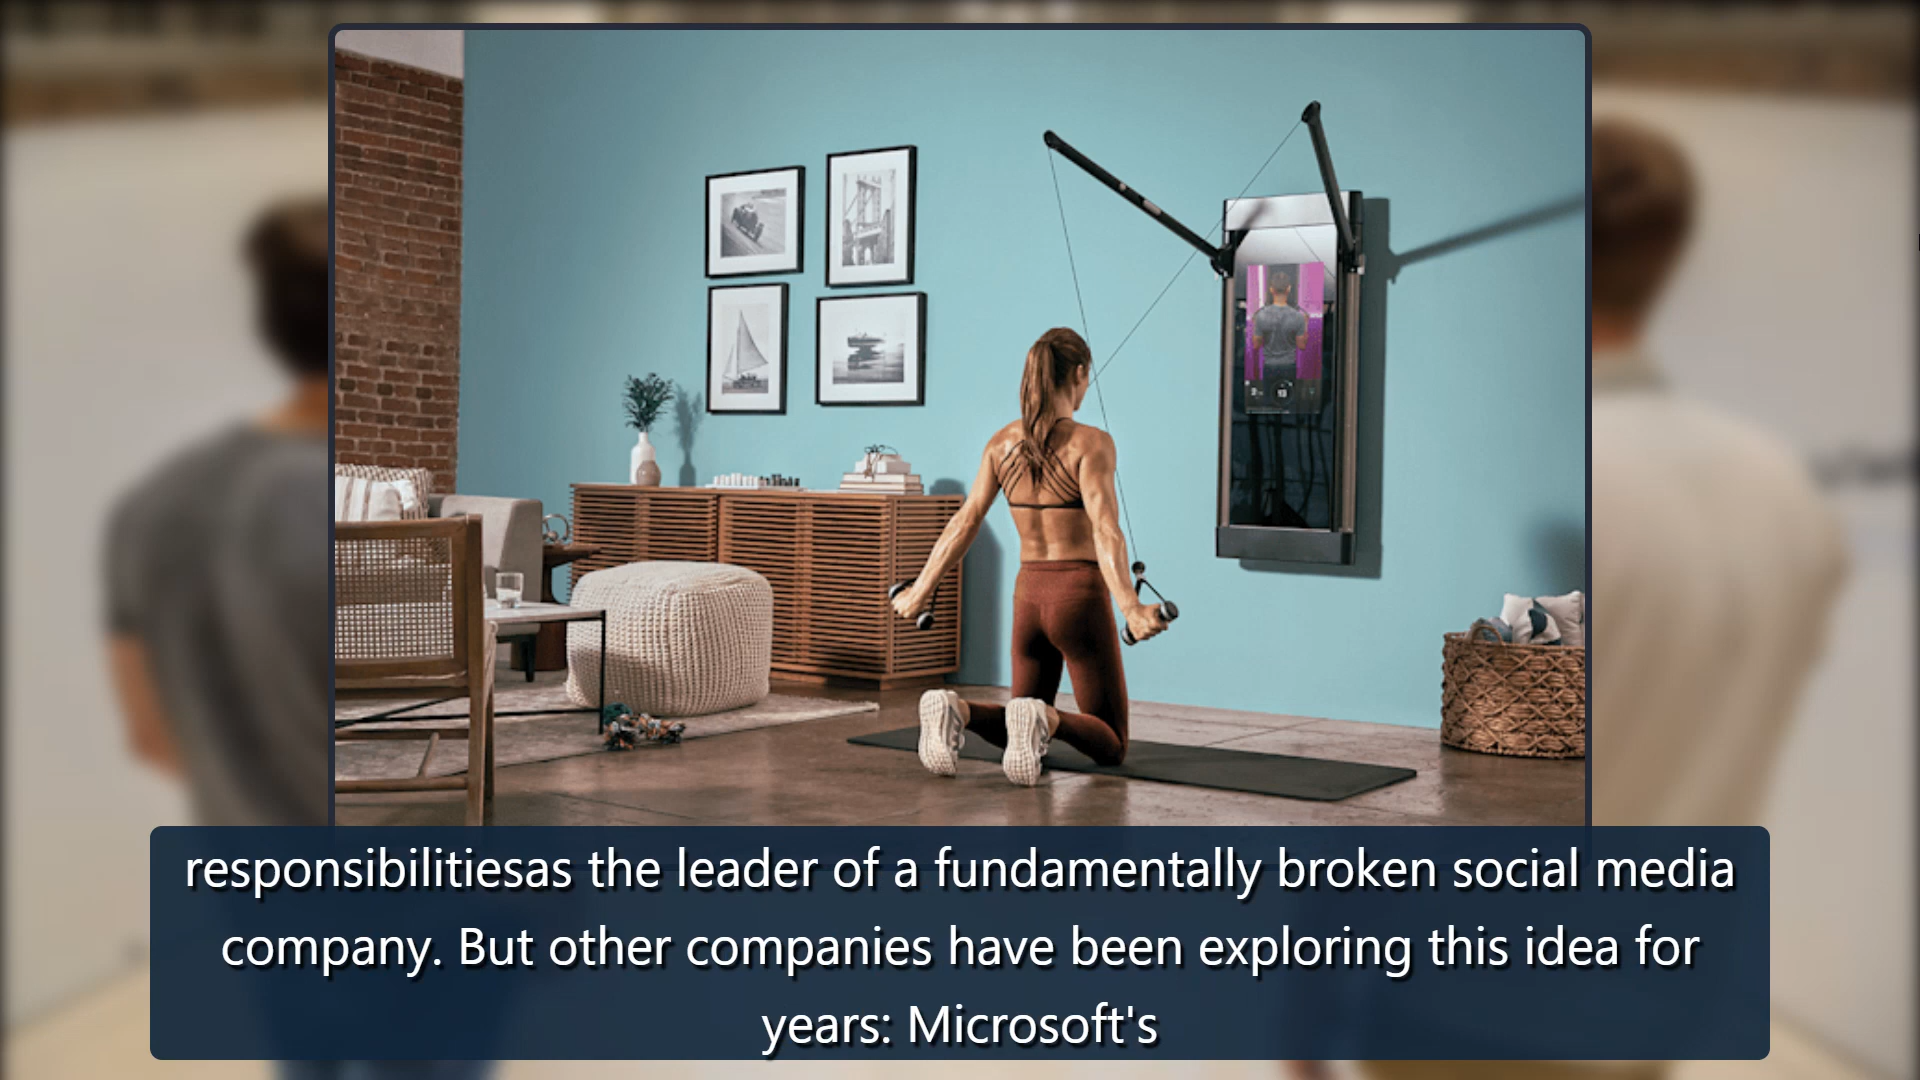 responsibilitiesas the leader of a fundamentally broken social media
company. But other companies have been exploring this idea for
years: Microsoft's